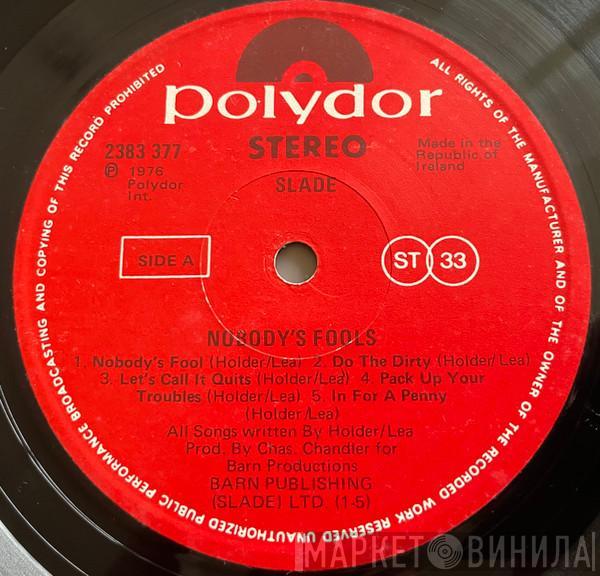 polydor
STEREO
2383 377
℗ 1976
Polydor
Int.
SLADE
Made in the
Republic of
Ireland
SIDE A
ST 33
NOBODY'S FOOLS
1. Nobody's Fool (Holder/Lea) 2. Do The Dirty (Holder/Lea)
3. Let's Call It Quits (Holder/Lea) 4. Pack Up Your
Troubles (Holder/Lea) 5. In For A Penny
(Holder/Lea)
All Songs written By Holder/Lea
Prod. By Chas. Chandler for
Barn Productions
BARN PUBLISHING
(SLADE) LTD. (1-5)
ALL RIGHTS OF THE MANUFACTURER AND OF THE OWNER OF THE RECORDED WORK RESERVED UNAUTHORIZED PUBLIC PERFORMANCE BROADCASTING AND COPYING OF THIS RECORD PROHIBITED
МАРКЕТ ВИНИЛА